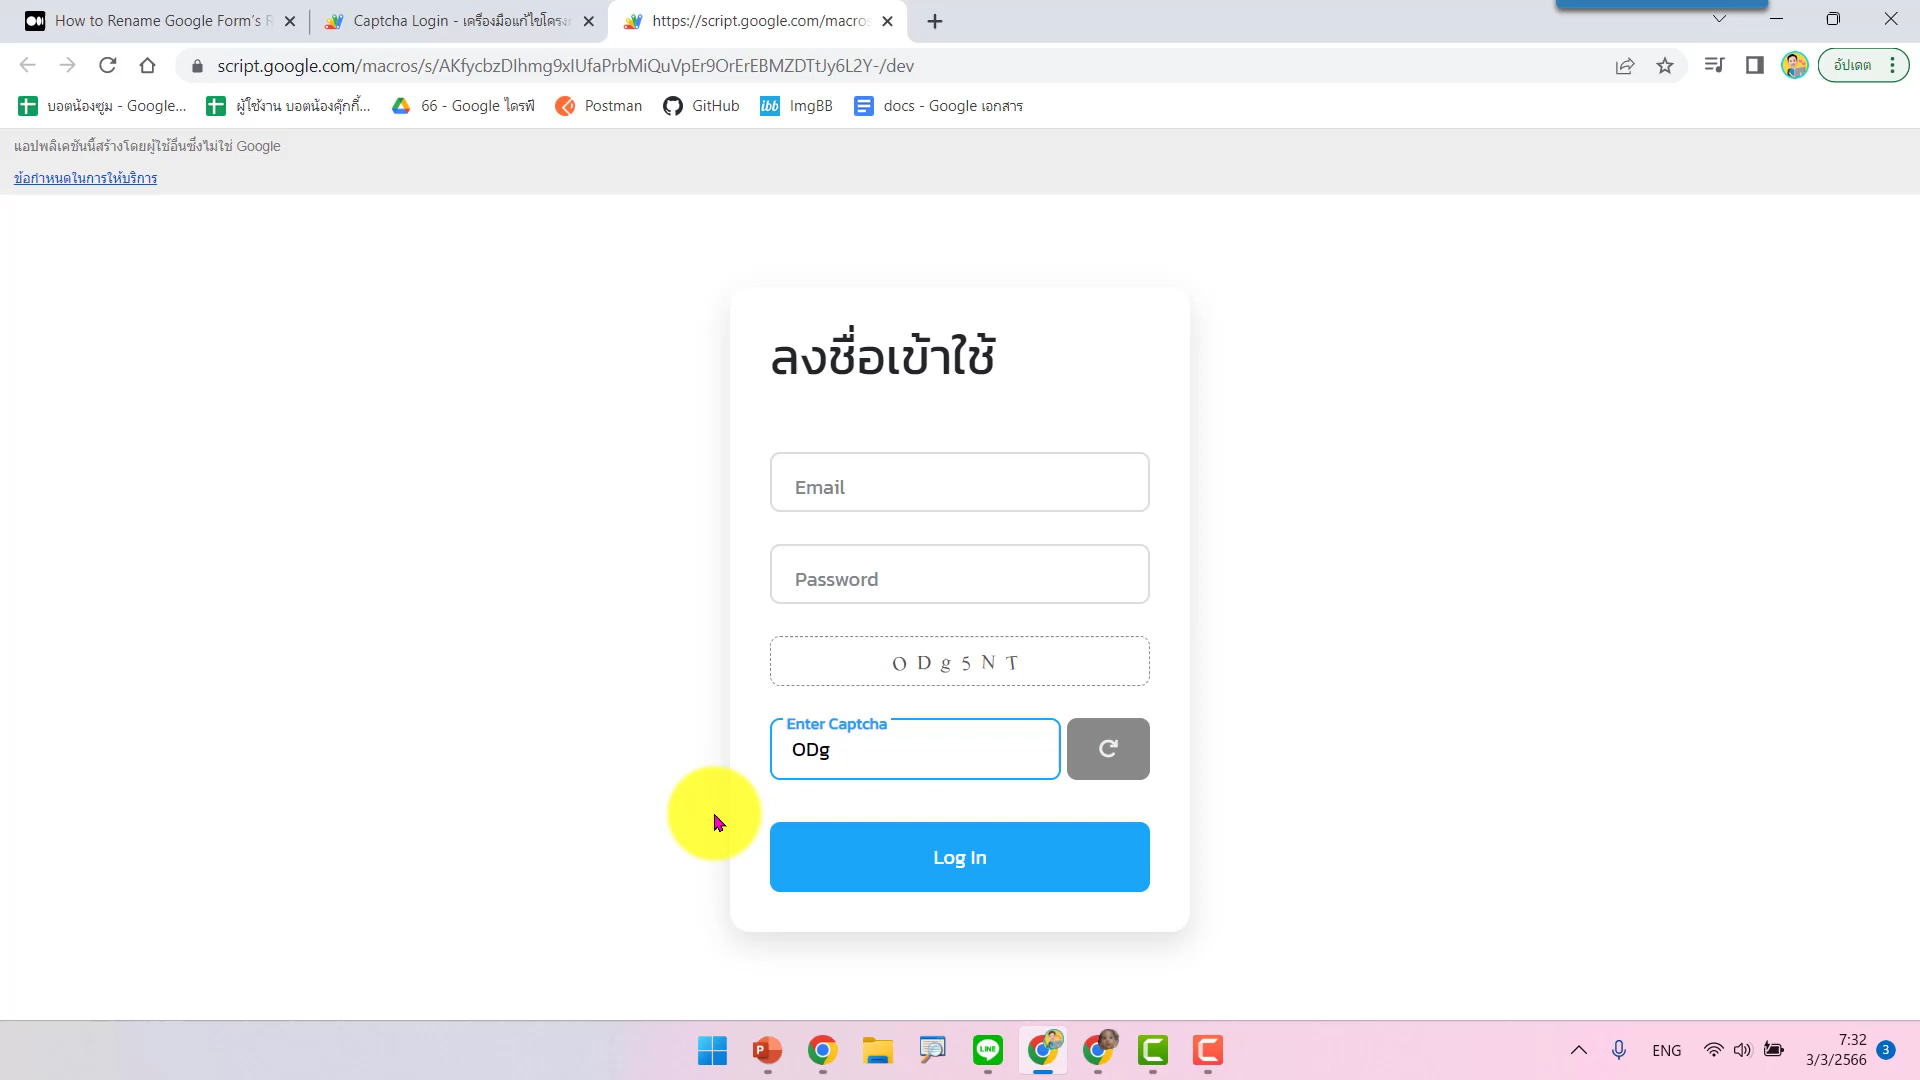 How to Rename Google Form's R
Captcha Login - เครื่องมือแก้ไขโครงก
https://script.google.com/macros
script.google.com/macros/s/AKfycbzDIhmg9xIUfaPrbMiQuVpEr9OrErEBMZDTtJy6L2Y-/dev
อัปเดต
บอตน้องซูม - Google...
ผู้ใช้งาน บอตน้องคุ๊กกี้...
66 - Google ไดรฟ์
Postman
GitHub
ibb ImgBB
docs - Google เอกสาร
แอปพลิเคชันนี้สร้างโดยผู้ใช้อื่นซึ่งไม่ใช่ Google
ข้อกำหนดในการให้บริการ
ลงชื่อเข้าใช้
Email
Password
O D g 5 N T
Enter Captcha
ODg
Log In
ENG
7:32
3/3/2566
3